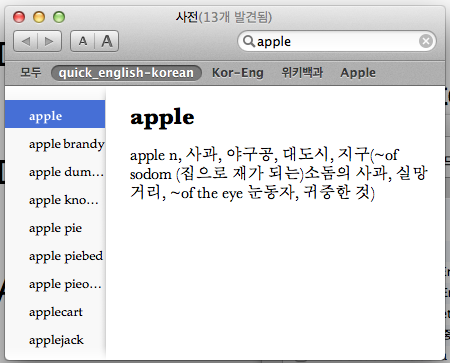 사전(13개 발견됨)
A A
apple
모두 quick_english-korean Kor-Eng 위키백과 Apple
apple
apple brandy
apple dum…
apple kno…
apple pie
apple piebed
apple pieo…
applecart
applejack
apple
apple n, 사과, 야구공, 대도시, 지구(~of
sodom (집으로 재가 되는)소돔의 사과, 실망
거리, ~of the eye 눈동자, 귀중한 것)